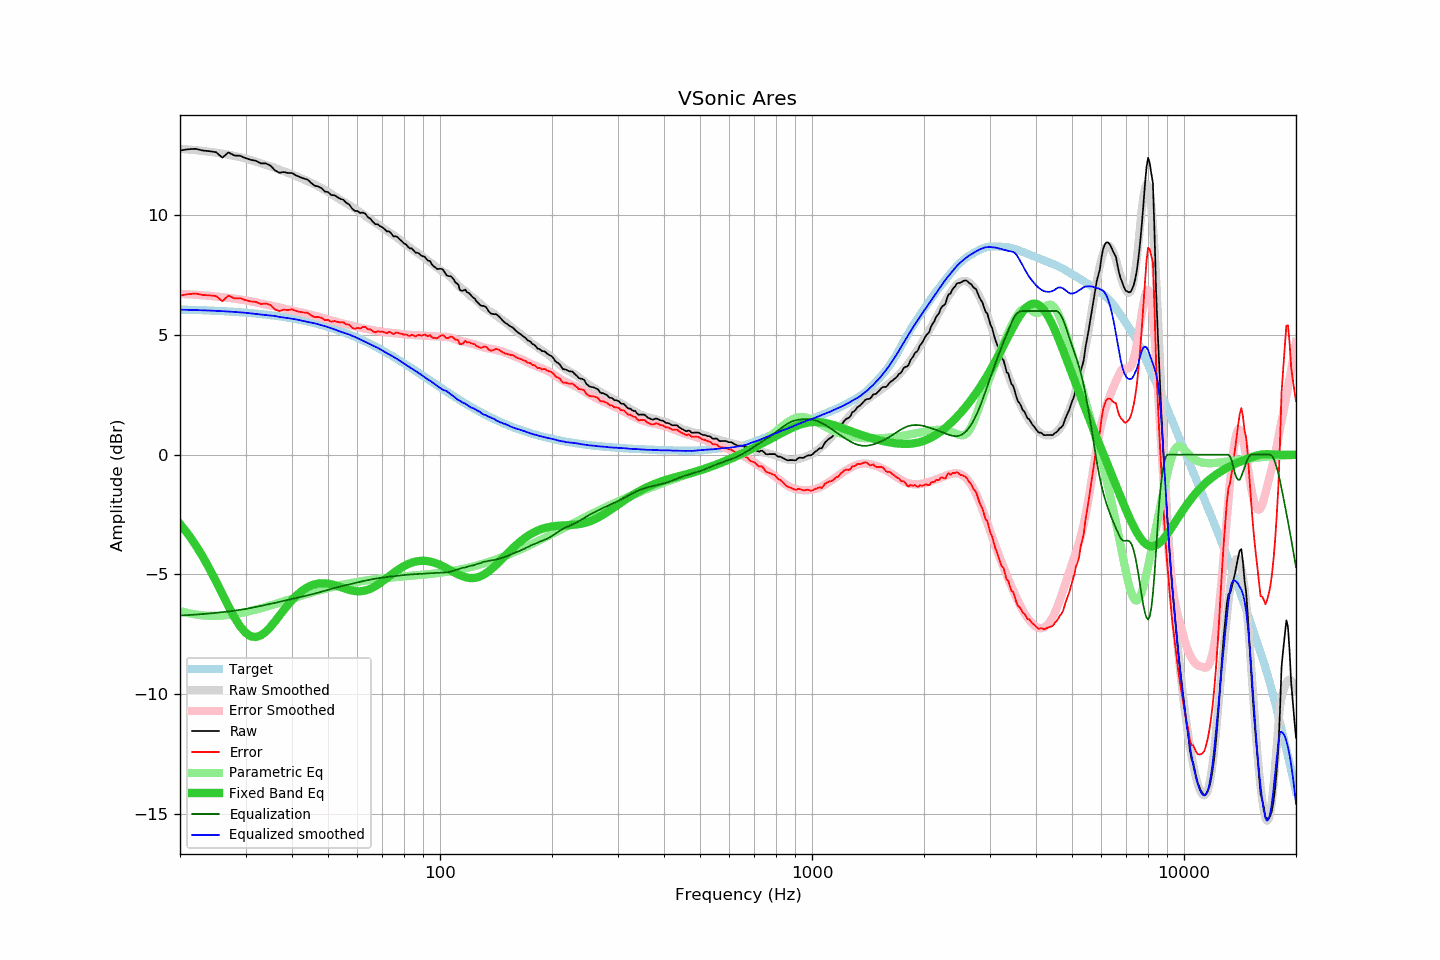 VSonic Ares
10
5
0
−5
−10
−15
Amplitude (dBr)
Target
Raw Smoothed
Error Smoothed
Raw
Error
Parametric Eq
Fixed Band Eq
Equalization
Equalized smoothed
100
1000
10000
Frequency (Hz)